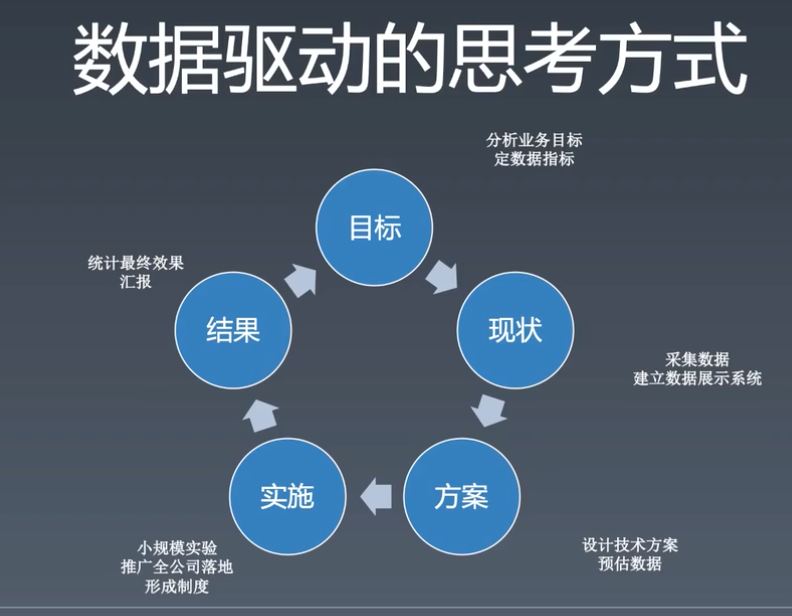 数据驱动的思考方式
分析业务目标
定数据指标
目标
统计最终效果
汇报
结果
现状
采集数据
建立数据展示系统
实施
方案
小规模实验
推广全公司落地
形成制度
设计技术方案
预估数据